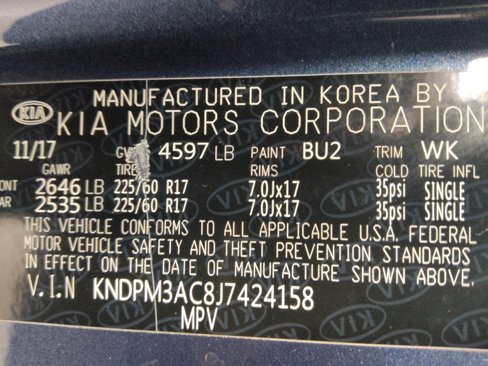 MANUFACTURED IN KOREA BY
KIA KIA MOTORS CORPORATION
11/17 4597 LB PAINT BU2 TRIM WK
GAWR TIRE RIMS COLD TIRE INFL
2646 LB 225/60 R17 7.0Jx17 35psi SINGLE
2535 LB 225/60 R17 7.0Jx17 35psi SINGLE
THIS VEHICLE CONFORMS TO ALL APPLICABLE U.S.A. FEDERAL
MOTOR VEHICLE SAFETY AND THEFT PREVENTION STANDARDS
IN EFFECT ON THE DATE OF MANUFACTURE SHOWN ABOVE.
V.I.N KNDPM3AC8J7424158
MPV